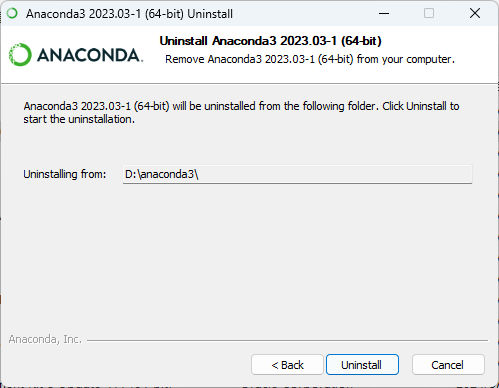 Anaconda3 2023.03-1 (64-bit) Uninstall
Uninstall Anaconda3 2023.03-1 (64-bit)
Remove Anaconda3 2023.03-1 (64-bit) from your computer.
ANACONDA.
Anaconda3 2023.03-1 (64-bit) will be uninstalled from the following folder. Click Uninstall to
start the uninstallation.
Uninstalling from: D:\anaconda3\
Anaconda, Inc.
< Back Uninstall Cancel